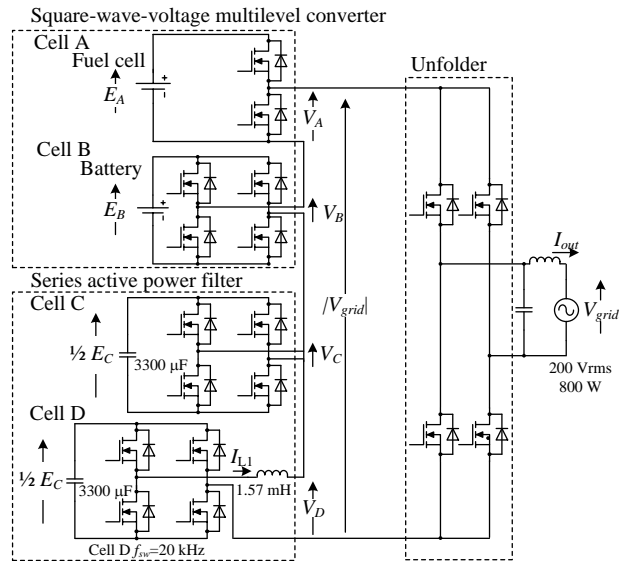 Square-wave-voltage multilevel converter
Cell A
Fuel cell
E_A
+
-
V_A
Cell B
Battery
E_B
+
-
V_B
Unfolder
I_out
V_grid
200 Vrms
800 W
|V_grid|
Series active power filter
Cell C
½ E_C
3300 µF
V_C
Cell D
½ E_C
3300 µF
I_L1
1.57 mH
V_D
Cell D f_sw=20 kHz